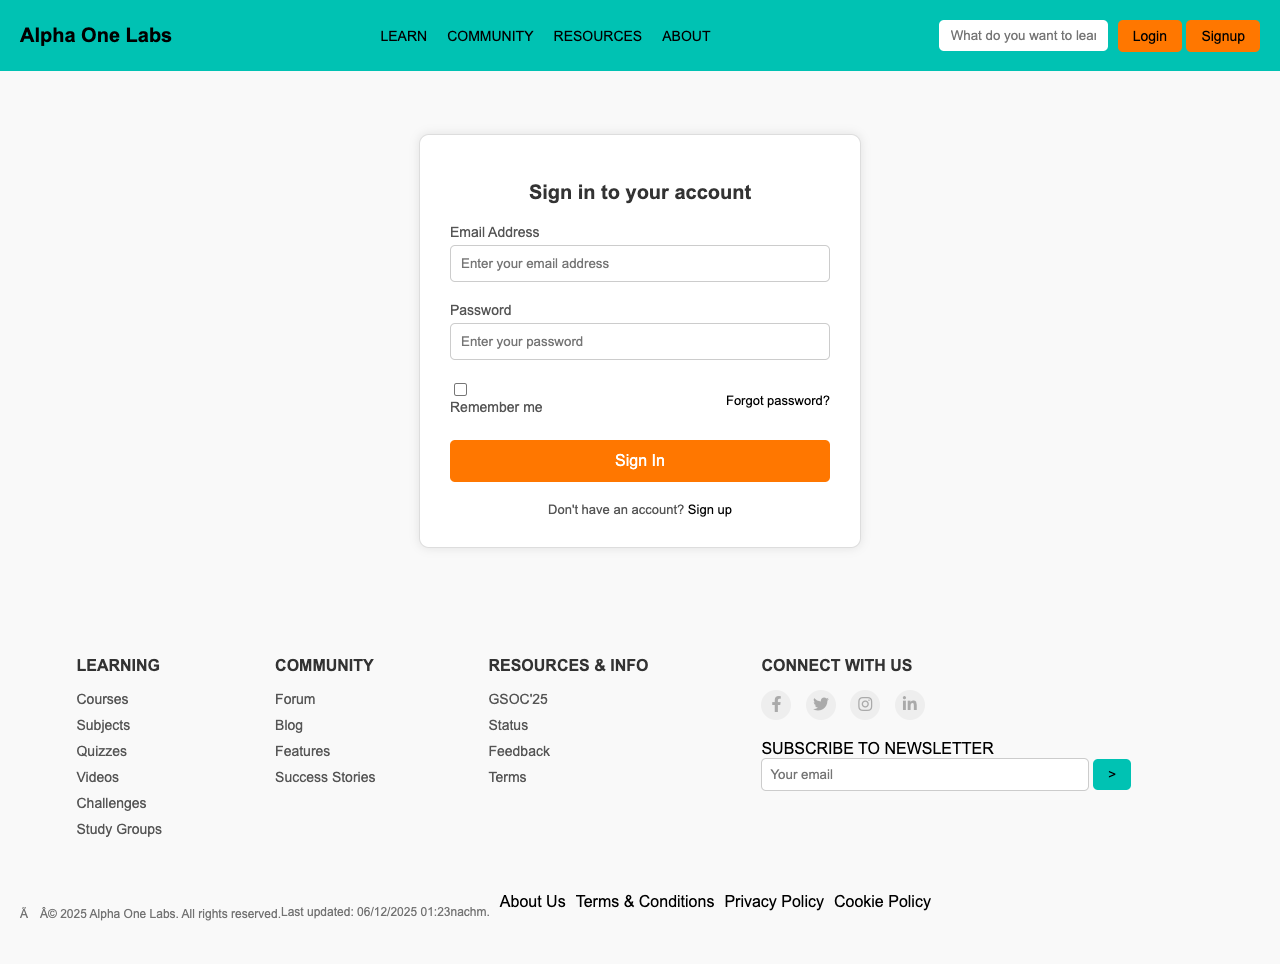 Alpha One Labs
LEARN COMMUNITY RESOURCES ABOUT
What do you want to lear
Login Signup
Sign in to your account
Email Address
Enter your email address
Password
Enter your password
Remember me
Forgot password?
Sign In
Don't have an account? Sign up
LEARNING
Courses
Subjects
Quizzes
Videos
Challenges
Study Groups
COMMUNITY
Forum
Blog
Features
Success Stories
RESOURCES & INFO
GSOC'25
Status
Feedback
Terms
CONNECT WITH US
SUBSCRIBE TO NEWSLETTER
Your email >
Ã Â© 2025 Alpha One Labs. All rights reserved. Last updated: 06/12/2025 01:23nachm. About Us Terms & Conditions Privacy Policy Cookie Policy